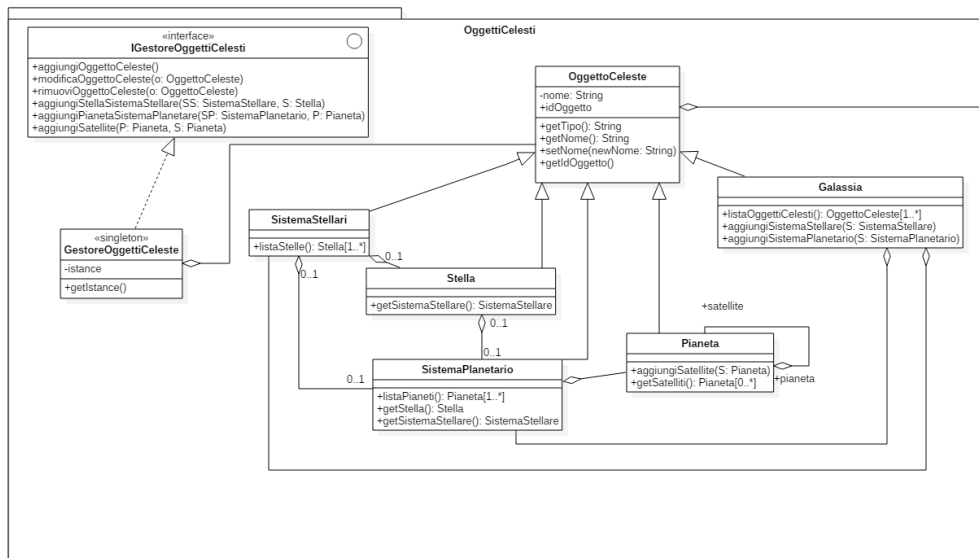 OggettiCelesti
«interface»
IGestoreOggettiCelesti
+aggiungiOggettoCeleste()
+modificaOggettoCeleste(o: OggettoCeleste)
+rimuoviOggettoCeleste(o: OggettoCeleste)
+aggiungiStellaSistemaStellare(SS: SistemaStellare, S: Stella)
+aggiungiPianetaSistemaPlanetare(SP: SistemaPlanetario, P: Pianeta)
+aggiungiSatellite(P: Pianeta, S: Pianeta)
OggettoCeleste
-nome: String
+idOggetto
+getTipo(): String
+getNome(): String
+setNome(newNome: String)
+getIdOggetto()
Galassia
+listaOggettiCelesti(): OggettoCeleste[1..*]
+aggiungiSistemaStellare(S: SistemaStellare)
+aggiungiSistemaPlanetario(S: SistemaPlanetario)
SistemaStellari
+listaStelle(): Stella[1..*]
0..1
0..1
«singleton»
GestoreOggettiCeleste
-istance
+getIstance()
Stella
+getSistemaStellare(): SistemaStellare
0..1
0..1
0..1
+satellite
Pianeta
+aggiungiSatellite(S: Pianeta)
+getSatelliti(): Pianeta[0..*]
+pianeta
SistemaPlanetario
+listaPianeti(): Pianeta[1..*]
+getStella(): Stella
+getSistemaStellare(): SistemaStellare